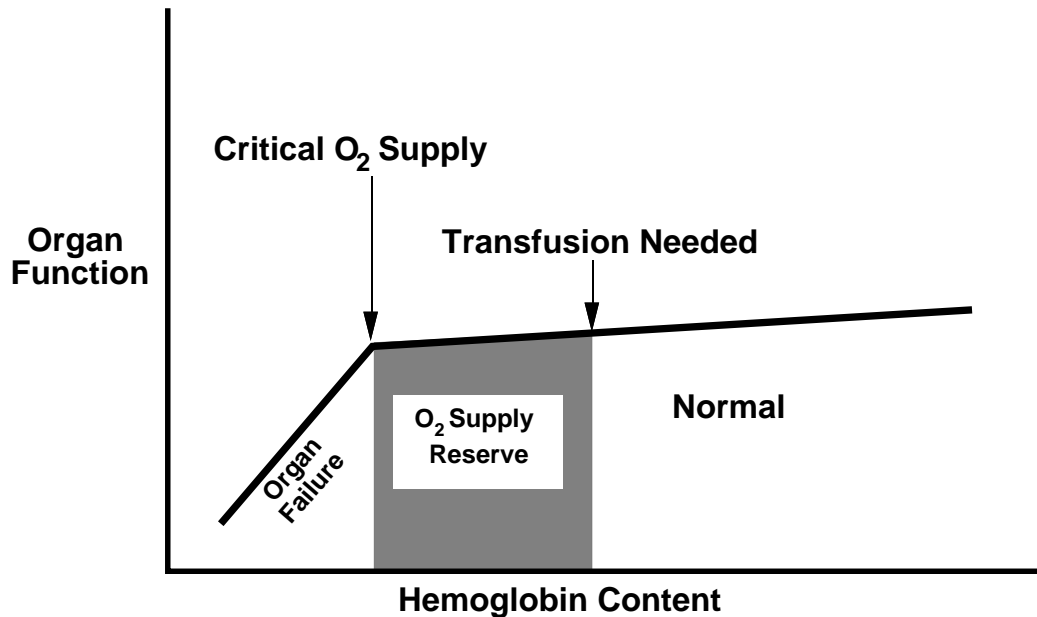 Critical O₂ Supply
Transfusion Needed
Organ
Function
Normal
O₂ Supply
Reserve
Organ
Failure
Hemoglobin Content